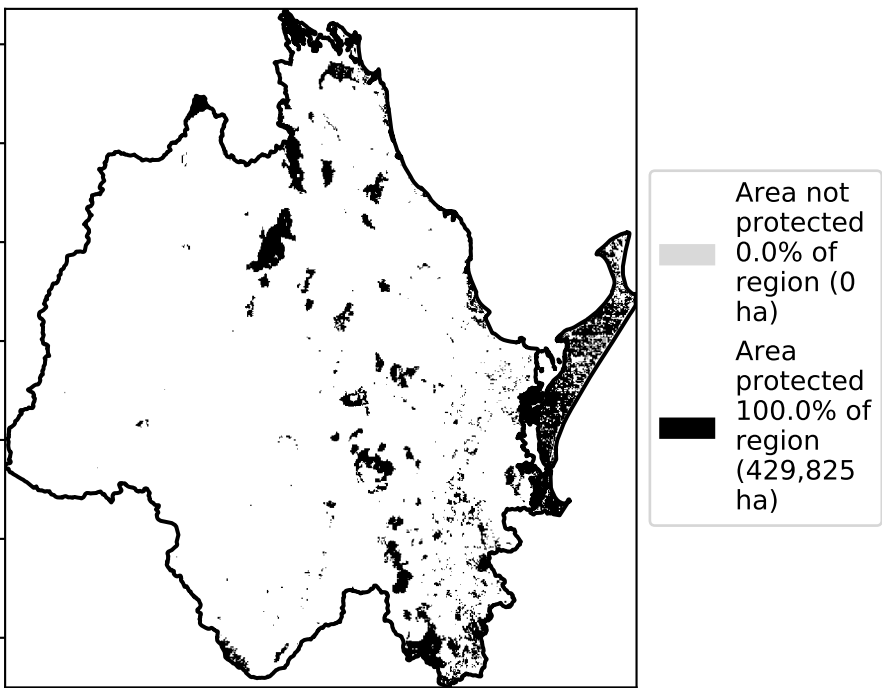 Area not
protected
0.0% of
region (0
ha)
Area
protected
100.0% of
region
(429,825
ha)